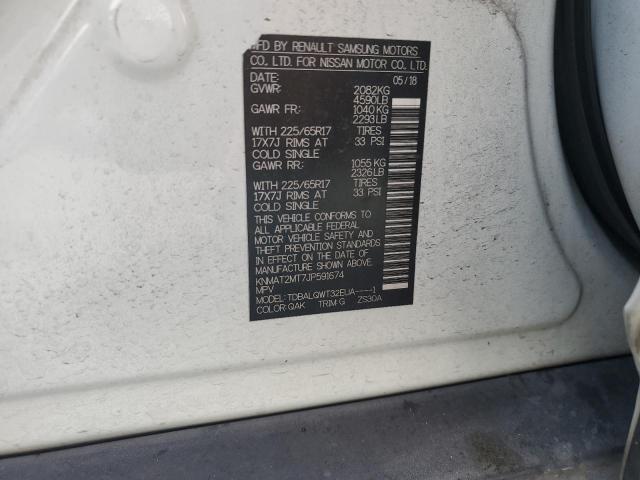 MFD BY RENAULT SAMSUNG MOTORS
CO., LTD. FOR NISSAN MOTOR CO., LTD.
DATE: 05/18
GVWR: 2082KG
4590LB
GAWR FR: 1040KG
2293LB
WITH 225/65R17 TIRES
17X7J RIMS AT 33 PSI
COLD SINGLE
GAWR RR: 1055 KG
2326LB
WITH 225/65R17 TIRES
17X7J RIMS AT 33 PSI
COLD SINGLE
THIS VEHICLE CONFORMS TO
ALL APPLICABLE FEDERAL
MOTOR VEHICLE SAFETY AND
THEFT PREVENTION STANDARDS
IN EFFECT ON THE DATE OF
MANUFACTURE SHOWN ABOVE.
KNMAT2MT7JP591674
MPV
MODEL: TDBALQWT32EUA----1
COLOR: QAK TRIM:G ZS30A